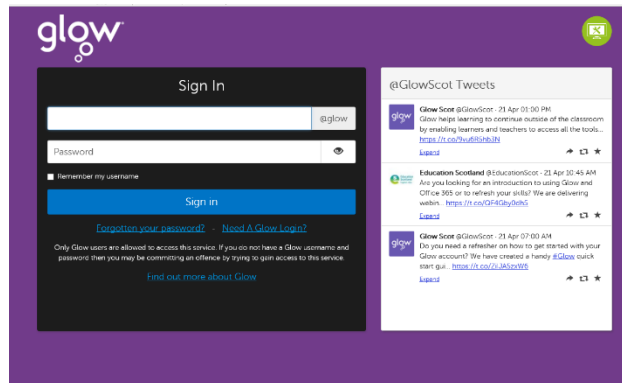 glow
Sign In
@glow
Password
Remember my username
Sign in
Forgotten your password? - Need A Glow Login?
Only Glow users are allowed to access this service. If you do not have a Glow username and
password then you may be committing an offence by trying to gain access to this service.
Find out more about Glow
@GlowScot Tweets
glow
Glow Scot @GlowScot - 21 Apr 01:00 PM
Glow helps learning to continue outside of the classroom
by enabling learners and teachers to access all the tools...
Expand
Education Scotland @EducationScot - 21 Apr 10:45 AM
Are you looking for an introduction to using Glow and
Office 365 or to refresh your skills? We are delivering
webin...
Expand
glow
Glow Scot @GlowScot - 21 Apr 07:00 AM
Do you need a refresher on how to get started with your
Glow account? We have created a handy #Glow quick
start gui...
Expand